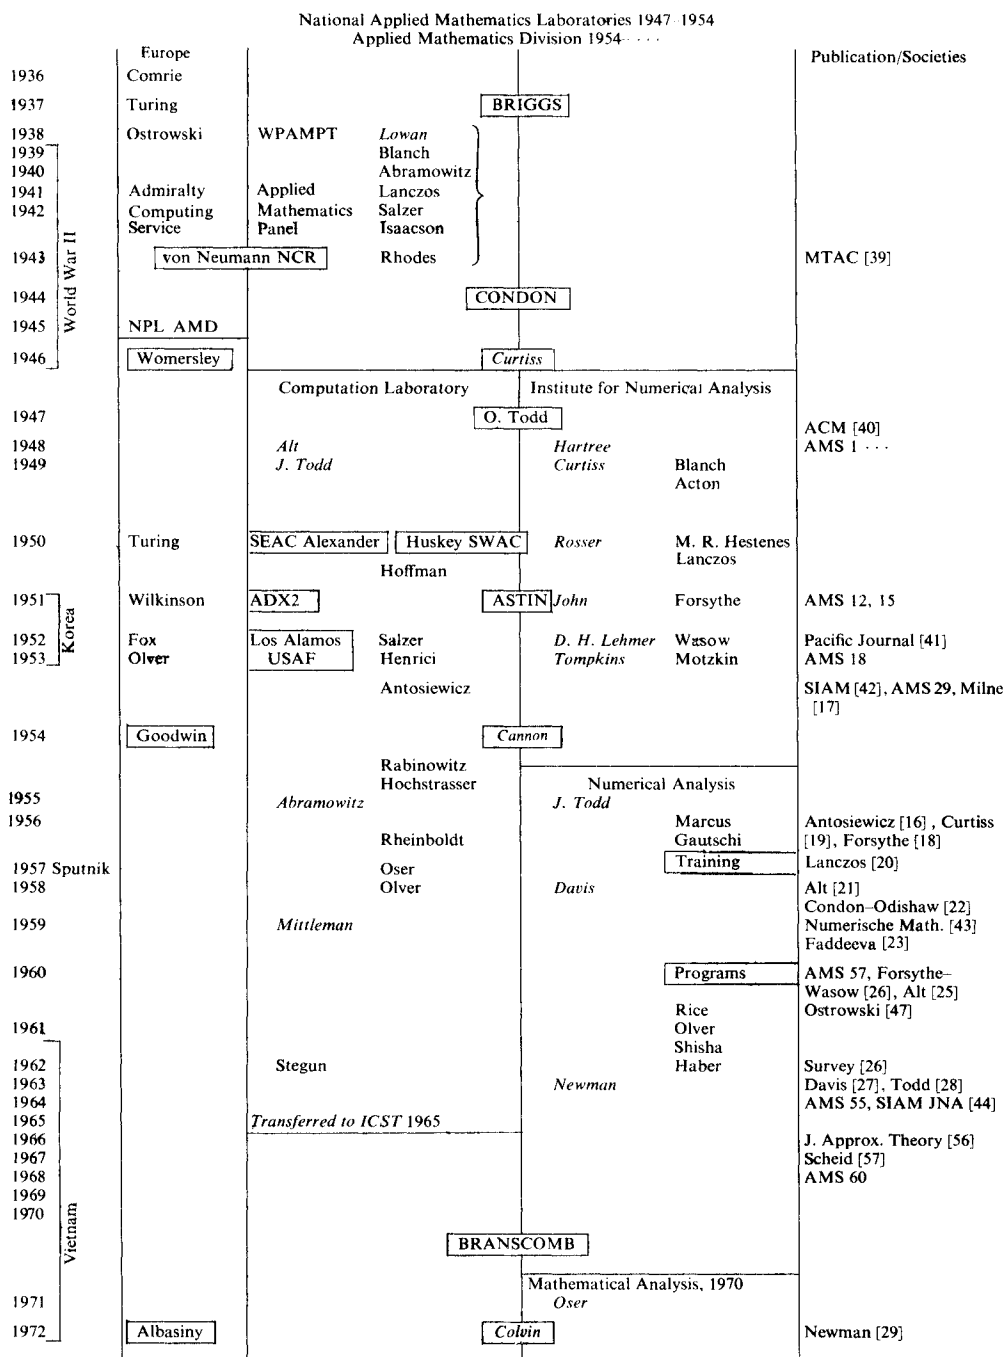 National Applied Mathematics Laboratories 1947–1954
Applied Mathematics Division 1954 · · · ·
Europe Publication/Societies
1936 Comrie
1937 Turing BRIGGS
1938 Ostrowski WPAMPT Lowan
1939 Blanch
1940 Abramowitz
1941 Admiralty Applied Lanczos
1942 Computing Mathematics Salzer
Service Panel Isaacson
World War II
1943 von Neumann NCR Rhodes MTAC [39]
1944 CONDON
1945 NPL AMD
1946 Womersley Curtiss
Computation Laboratory Institute for Numerical Analysis
1947 O. Todd
ACM [40]
1948 Alt Hartree AMS 1 · · ·
1949 J. Todd Curtiss Blanch
Acton
1950 Turing SEAC Alexander Huskey SWAC Rosser M. R. Hestenes
Lanczos
Hoffman
1951 Wilkinson ADX2 ASTIN John Forsythe AMS 12, 15
Korea
1952 Fox Los Alamos Salzer D. H. Lehmer Wasow Pacific Journal [41]
1953 Olver USAF Henrici Tompkins Motzkin AMS 18
Antosiewicz SIAM [42], AMS 29, Milne
[17]
1954 Goodwin Cannon
Rabinowitz
Hochstrasser Numerical Analysis
1955 Abramowitz J. Todd
1956 Marcus Antosiewicz [16] , Curtiss
Rheinboldt Gautschi [19], Forsythe [18]
1957 Sputnik Oser Training Lanczos [20]
1958 Olver Davis Alt [21]
Condon–Odishaw [22]
1959 Mittleman Numerische Math. [43]
Faddeeva [23]
1960 Programs AMS 57, Forsythe–
Wasow [26], Alt [25]
Rice Ostrowski [47]
1961 Olver
Shisha
1962 Stegun Haber Survey [26]
1963 Newman Davis [27], Todd [28]
1964 AMS 55, SIAM JNA [44]
1965 Transferred to ICST 1965
1966 J. Approx. Theory [56]
1967 Scheid [57]
1968 AMS 60
1969
1970
Vietnam
BRANSCOMB
Mathematical Analysis, 1970
1971 Oser
1972 Albasiny Colvin Newman [29]